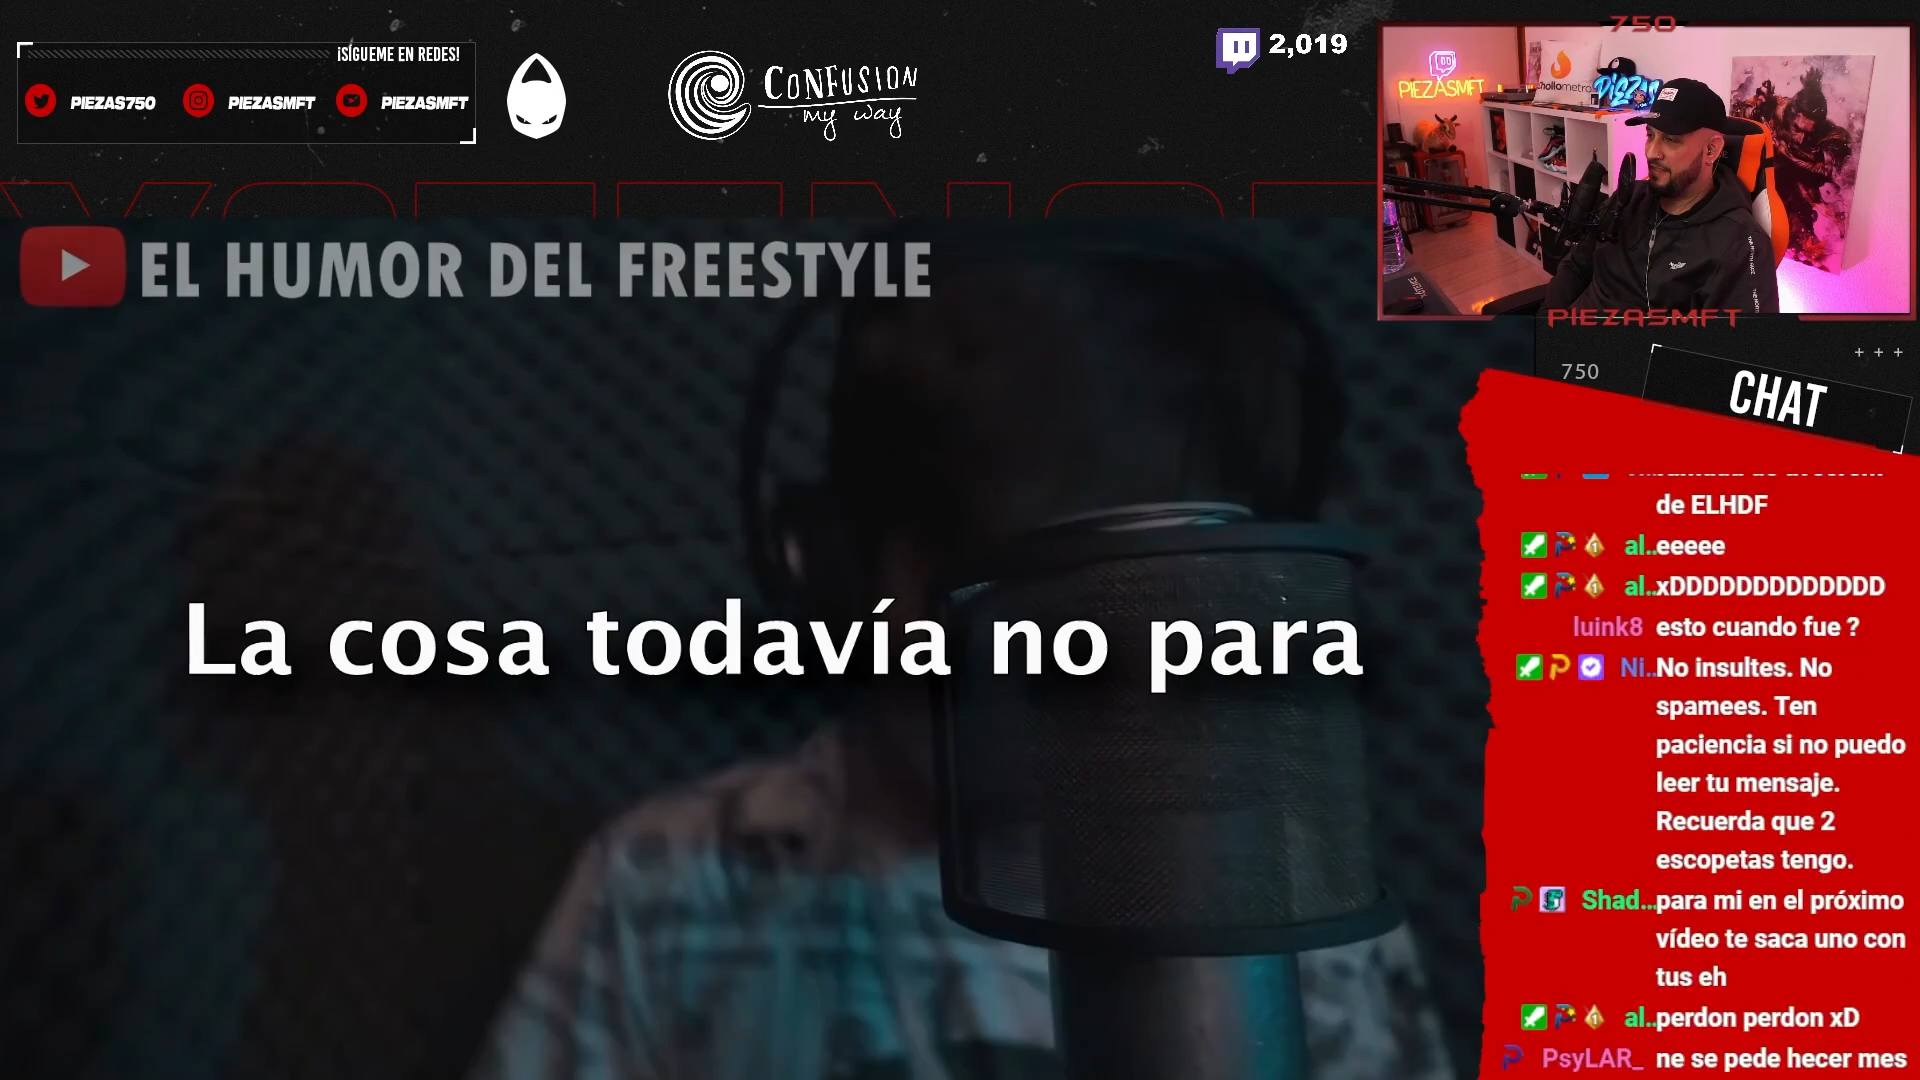 ¡SÍGUEME EN REDES!
PIEZAS750
PIEZASMFT
PIEZASMFT
CONFUSION
my way
2,019
750
PIEZASMFT
chollometro
PIEZASMFT
EL HUMOR DEL FREESTYLE
La cosa todavía no para
750
+ + +
CHAT
de ELHDF
al..eeeee
al..xDDDDDDDDDDDDD
luink8 esto cuando fue ?
Ni..No insultes. No
spamees. Ten
paciencia si no puedo
leer tu mensaje.
Recuerda que 2
escopetas tengo.
Shad...para mi en el próximo
vídeo te saca uno con
tus eh
al..perdon perdon xD
PsyLAR_ ne se pede hecer mes